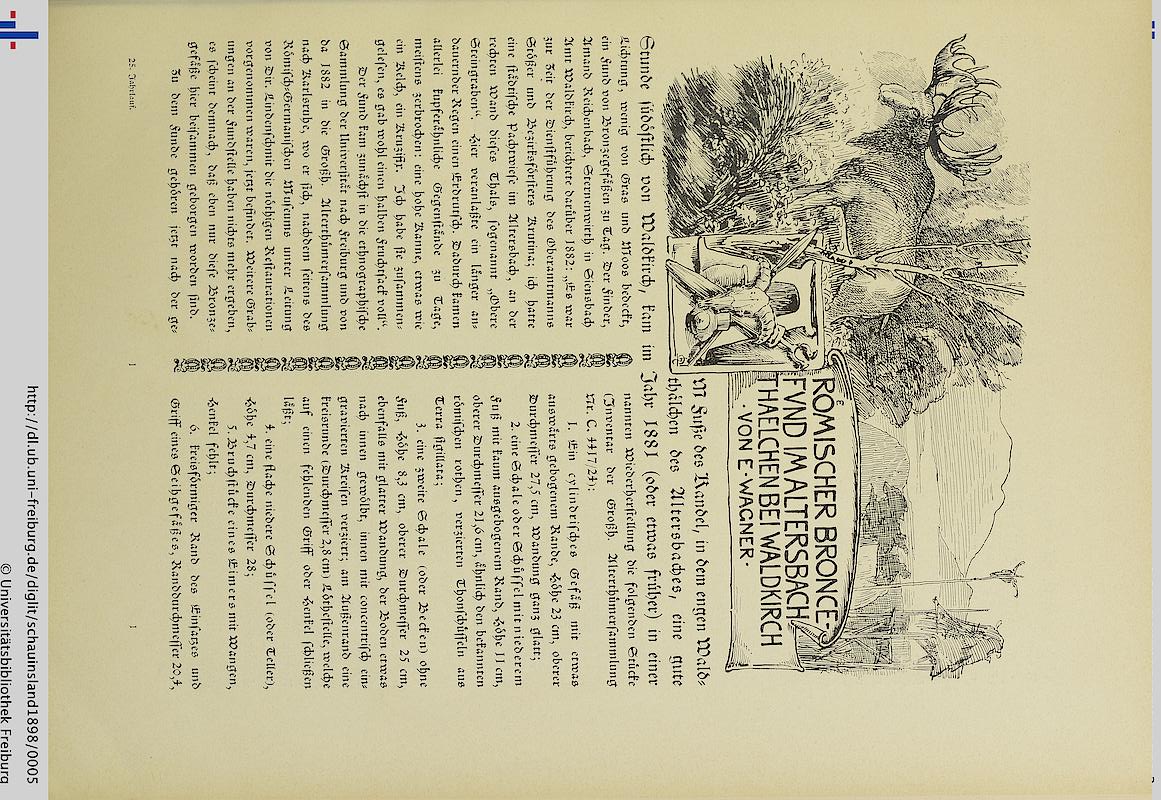 RÖMISCHER BRONCE-
FVND IM ALTERSBACH
THAELCHEN BEI WALDKIRCH
· VON E · WAGNER ·
M Fuße des Kandel, in dem engen Wald-
thälchen des Altersbaches, eine gute
Stunde südöstlich von Waldkirch, kam im Jahr 1881 (oder etwas früher) in einer
Lichtung, wenig von Gras und Moos bedeckt,
ein Fund von Bronzegefäßen zu Tag. Der Finder,
Amand Reichenbach, Sternenwirth in Siensbach
Amt Waldkirch, berichtete darüber 1882: „Es war
zur Zeit der Dienstführung des Oberamtmanns
Stößer und Bezirksförsters Krutina; ich hatte
eine städtische Pachtwiese im Altersbach, an der
rechten Wand dieses Thals, sogenannt „Obere
Steingraben“. Hier veranlaßte ein länger an-
dauernder Regen einen Erdrutsch. Dadurch kamen
allerlei kupferähnliche Gegenstände zu Tage,
meistens zerbrochen: eine hohe Kanne, etwas wie
ein Kelch, ein Kruzifix. Ich habe sie zusammen-
gelesen, es gab wohl einen halben Fruchtsack voll“.
Der Fund kam zunächst in die ethnographische
Sammlung der Universität nach Freiburg und von
da 1882 in die Großh. Alterthümersammlung
nach Karlsruhe, wo er sich, nachdem seitens des
Römisch-Germanischen Museums unter Leitung
von Dir. Lindenschmit die nöthigen Restaurationen
vorgenommen waren, jetzt befindet. Weitere Grab-
ungen an der Fundstelle haben nichts mehr ergeben,
es scheint demnach, daß eben nur diese Bronze-
gefäße hier beisammen geborgen worden sind.
Zu dem Funde gehören jetzt nach der ge-
nannten Wiederherstellung die folgenden Stücke
(Inventar der Großh. Alterthümersammlung
Nr. C. 4417/24):
1. Ein cylindrisches Gefäß mit etwas
auswärts gebogenem Rande, Höhe 23 cm, oberer
Durchmesser 27,5 cm, Wandung ganz glatt;
2. eine Schale oder Schüssel mit niederem
Fuß mit kaum ausgebogenem Rand, Höhe 11 cm,
oberer Durchmesser 21,6 cm, ähnlich den bekannten
römischen rothen, verzierten Thonschüsseln aus
Terra sigillata;
3. eine zweite Schale (oder Becken) ohne
Fuß, Höhe 8,3 cm, oberer Durchmesser 25 cm,
ebenfalls mit glatter Wandung, der Boden etwas
nach innen gewölbt, innen mit concentrisch ein-
gravierten Kreisen verziert; am Außenrand eine
kreisrunde (Durchmesser 2,8 cm) Löthestelle, welche
auf einen fehlenden Griff oder Henkel schließen
läßt;
4. eine flache niedere Schüssel (oder Teller),
Höhe 4,7 cm, Durchmesser 28;
5. Bruchstücke eines Eimers mit Wangen,
Henkel fehlt;
6. kreisförmiger Rand des Einsatzes und
Griff eines Seihgefäßes, Randdurchmesser 20,4,
25. Jahrlauf.
1
1
http://dl.ub.uni-freiburg.de/diglit/schauinsland1898/0005
© Universitätsbibliothek Freiburg